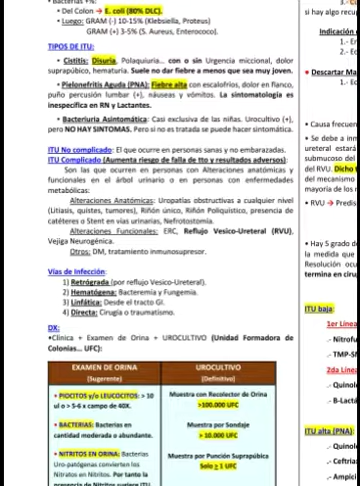 • Del Colon → E. coli (80% DLC).
• Luego: GRAM (-) 10-15% (Klebsiella, Proteus)
GRAM (+) 3-5% (S. Aureus, Enterococo).
TIPOS DE ITU:
• Cistitis: Disuria, Polaquiuria... con o sin Urgencia miccional, dolor
suprapúbico, hematuria. Suele no dar fiebre a menos que sea muy joven.
• Pielonefritis Aguda (PNA): Fiebre alta con escalofríos, dolor en flanco,
puño percusión lumbar (+), náuseas y vómitos. La sintomatología es
inespecífica en RN y Lactantes.
• Bacteriuria Asintomática: Casi exclusiva de las niñas. Urocultivo (+),
pero NO HAY SINTOMAS. Pero si no es tratada se puede hacer sintomática.
ITU No complicado: El que ocurre en personas sanas y no embarazadas.
ITU Complicado (Aumenta riesgo de falla de tto y resultados adversos):
Son las que ocurren en personas con Alteraciones anatómicas y
funcionales en el árbol urinario o en personas con enfermedades
metabólicas:
Alteraciones Anatómicas: Uropatías obstructivas a cualquier nivel
(Litiasis, quistes, tumores), Riñón único, Riñón Poliquístico, presencia de
catéteres o Stent en vías urinarias, Nefrostomía.
Alteraciones Funcionales: ERC, Reflujo Vesico-Ureteral (RVU),
Vejiga Neurogénica.
Otros: DM, tratamiento inmunosupresor.
Vías de Infección:
1) Retrógrada (por reflujo Vesico-Ureteral).
2) Hematógena: Bacteremia y Fungemia.
3) Linfática: Desde el tracto GI.
4) Directa: Cirugía o traumatismo.
DX:
•Clínica + Examen de Orina + UROCULTIVO (Unidad Formadora de
Colonias... UFC):
EXAMEN DE ORINA
(Sugerente)
UROCULTIVO
(Definitivo)
• PIOCITOS y/o LEUCOCITOS: > 10
ul o > 5-6 x campo de 40X.
Muestra con Recolector de Orina
>100.000 UFC
• BACTERIAS: Bacterias en
cantidad moderada o abundante.
Muestra por Sondaje
> 10.000 UFC
• NITRITOS EN ORINA: Bacterias
Uro-patógenas convierten los
Nitratos en Nitritos. Por tanto la
presencia de Nitritos sugiere ITU
Muestra por Punción Suprapúbica
Solo ≥ 1 UFC
si hay algo recu
Indicación
1.- Er
2.- Ec
• Descartar Ma
1.- Ec
• Causa frecuen
• Se debe a inm
ureteral estará
submucoso del
del RVU. Dicho
del mecanismo
mayoría de los r
• RVU → Predis
• Hay 5 grado d
la medida que
Resolución ocu
termina en ciru
ITU baja:
1er Línea
.- Nitrofu
.- TMP-SM
2da Línea
.- Quinol
.- B-Lactá
ITU alta (PNA):
.- Quinol
.- Ceftria
.- Ampici